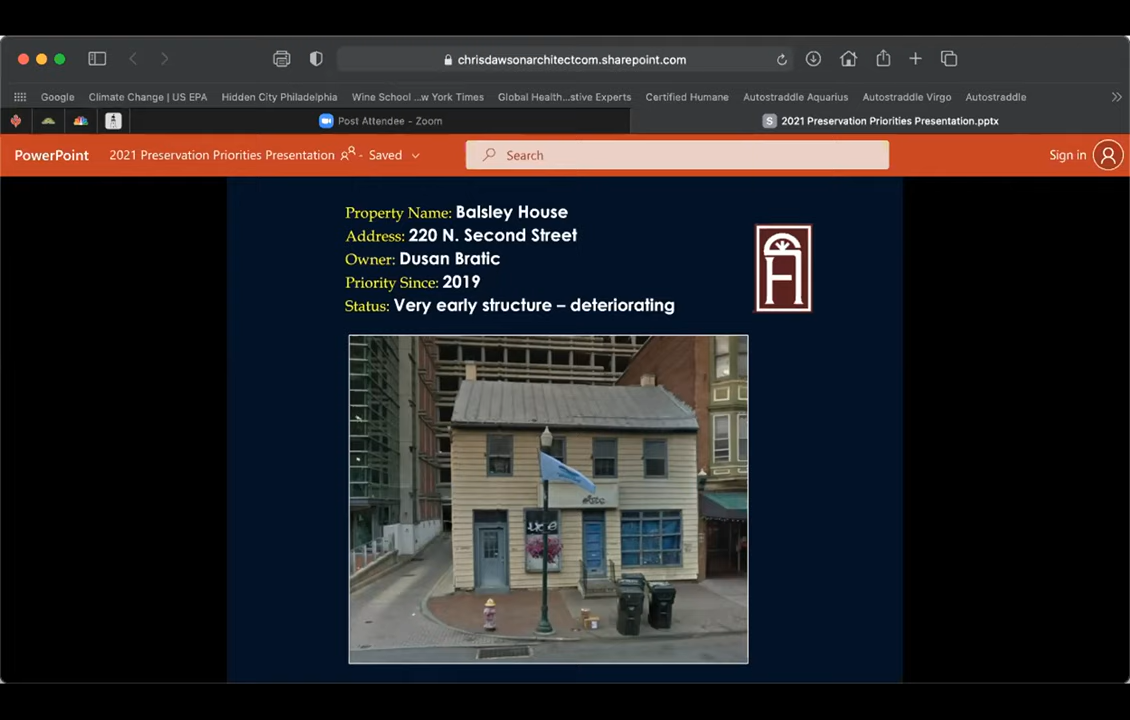 chrisdawsonarchitectcom.sharepoint.com
Google Climate Change | US EPA Hidden City Philadelphia Wine School ...w York Times Global Health...stive Experts Certified Humane Autostraddle Aquarius Autostraddle Virgo Autostraddle
Post Attendee - Zoom
S 2021 Preservation Priorities Presentation.pptx
PowerPoint 2021 Preservation Priorities Presentation - Saved Search Sign in
Property Name: Balsley House
Address: 220 N. Second Street
Owner: Dusan Bratic
Priority Since: 2019
Status: Very early structure – deteriorating